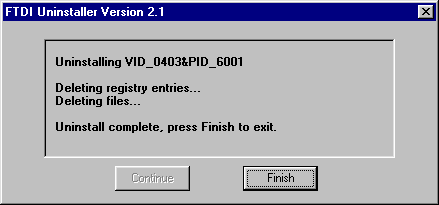 FTDI Uninstaller Version 2.1
Uninstalling VID_0403&PID_6001
Deleting registry entries...
Deleting files...
Uninstall complete, press Finish to exit.
Continue
Finish